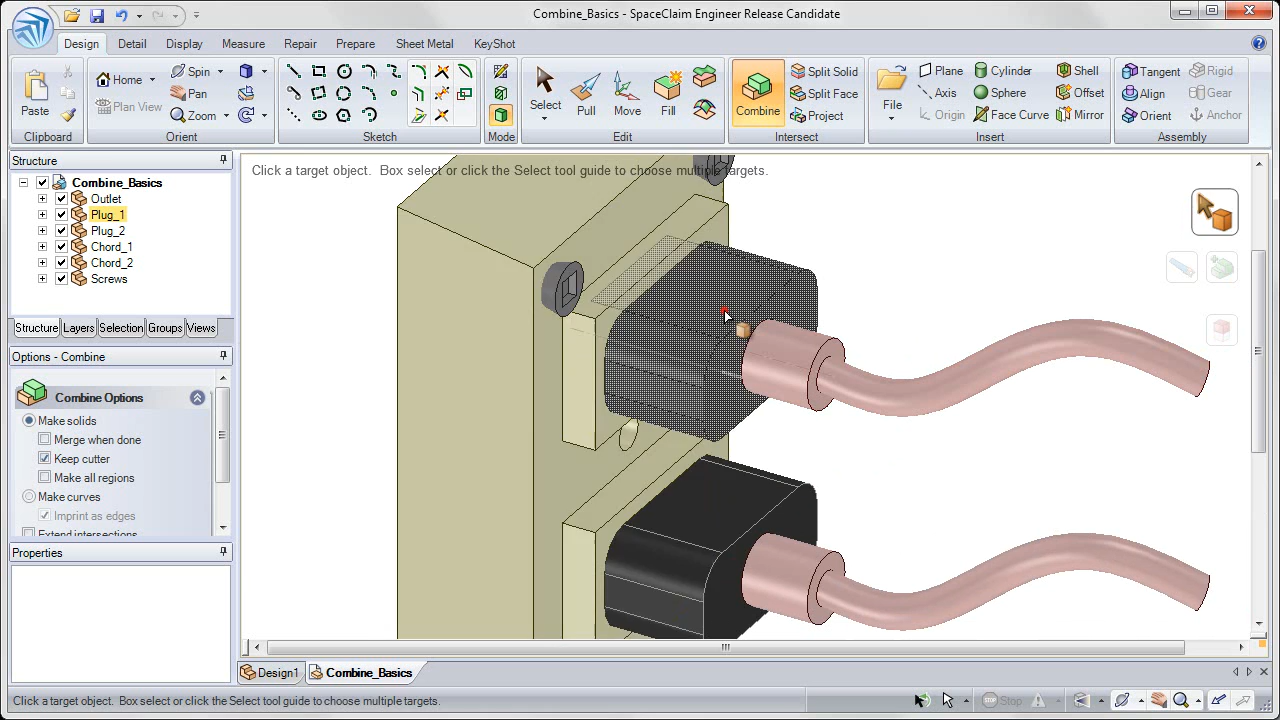 Combine_Basics - SpaceClaim Engineer Release Candidate
Design Detail Display Measure Repair Prepare Sheet Metal KeyShot
Home Spin Split Solid Plane Cylinder Shell Tangent Rigid
Plan View Pan Split Face Axis Sphere Offset Align Gear
Paste Zoom Select Pull Move Fill Combine Project File Origin Face Curve Mirror Orient Anchor
Clipboard Orient Sketch Mode Edit Intersect Insert Assembly
Structure
Click a target object. Box select or click the Select tool guide to choose multiple targets.
Combine_Basics
Outlet
Plug_1
Plug_2
Chord_1
Chord_2
Screws
Structure Layers Selection Groups Views
Options - Combine
Combine Options
Make solids
Merge when done
Keep cutter
Make all regions
Make curves
Imprint as edges
Extend intersections
Properties
Design1 Combine_Basics
Click a target object. Box select or click the Select tool guide to choose multiple targets.
Stop